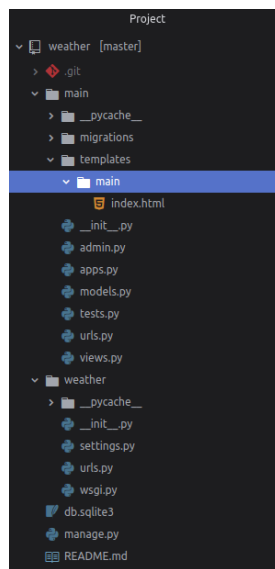 Project
weather [master]
.git
main
__pycache__
migrations
templates
main
index.html
__init__.py
admin.py
apps.py
models.py
tests.py
urls.py
views.py
weather
__pycache__
__init__.py
settings.py
urls.py
wsgi.py
db.sqlite3
manage.py
README.md